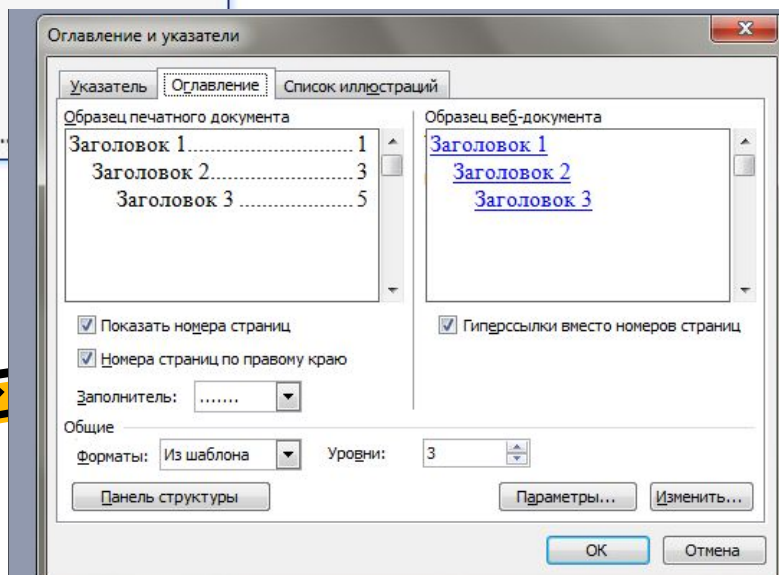 Оглавление и указатели
Указатель Оглавление Список иллюстраций
Образец печатного документа
Заголовок 1............................1
Заголовок 2........................3
Заголовок 3 ...................5
Образец веб-документа
Заголовок 1
Заголовок 2
Заголовок 3
Показать номера страниц
Номера страниц по правому краю
Заполнитель: .......
Гиперссылки вместо номеров страниц
Общие
Форматы: Из шаблона Уровни: 3
Панель структуры Параметры... Изменить...
ОК Отмена